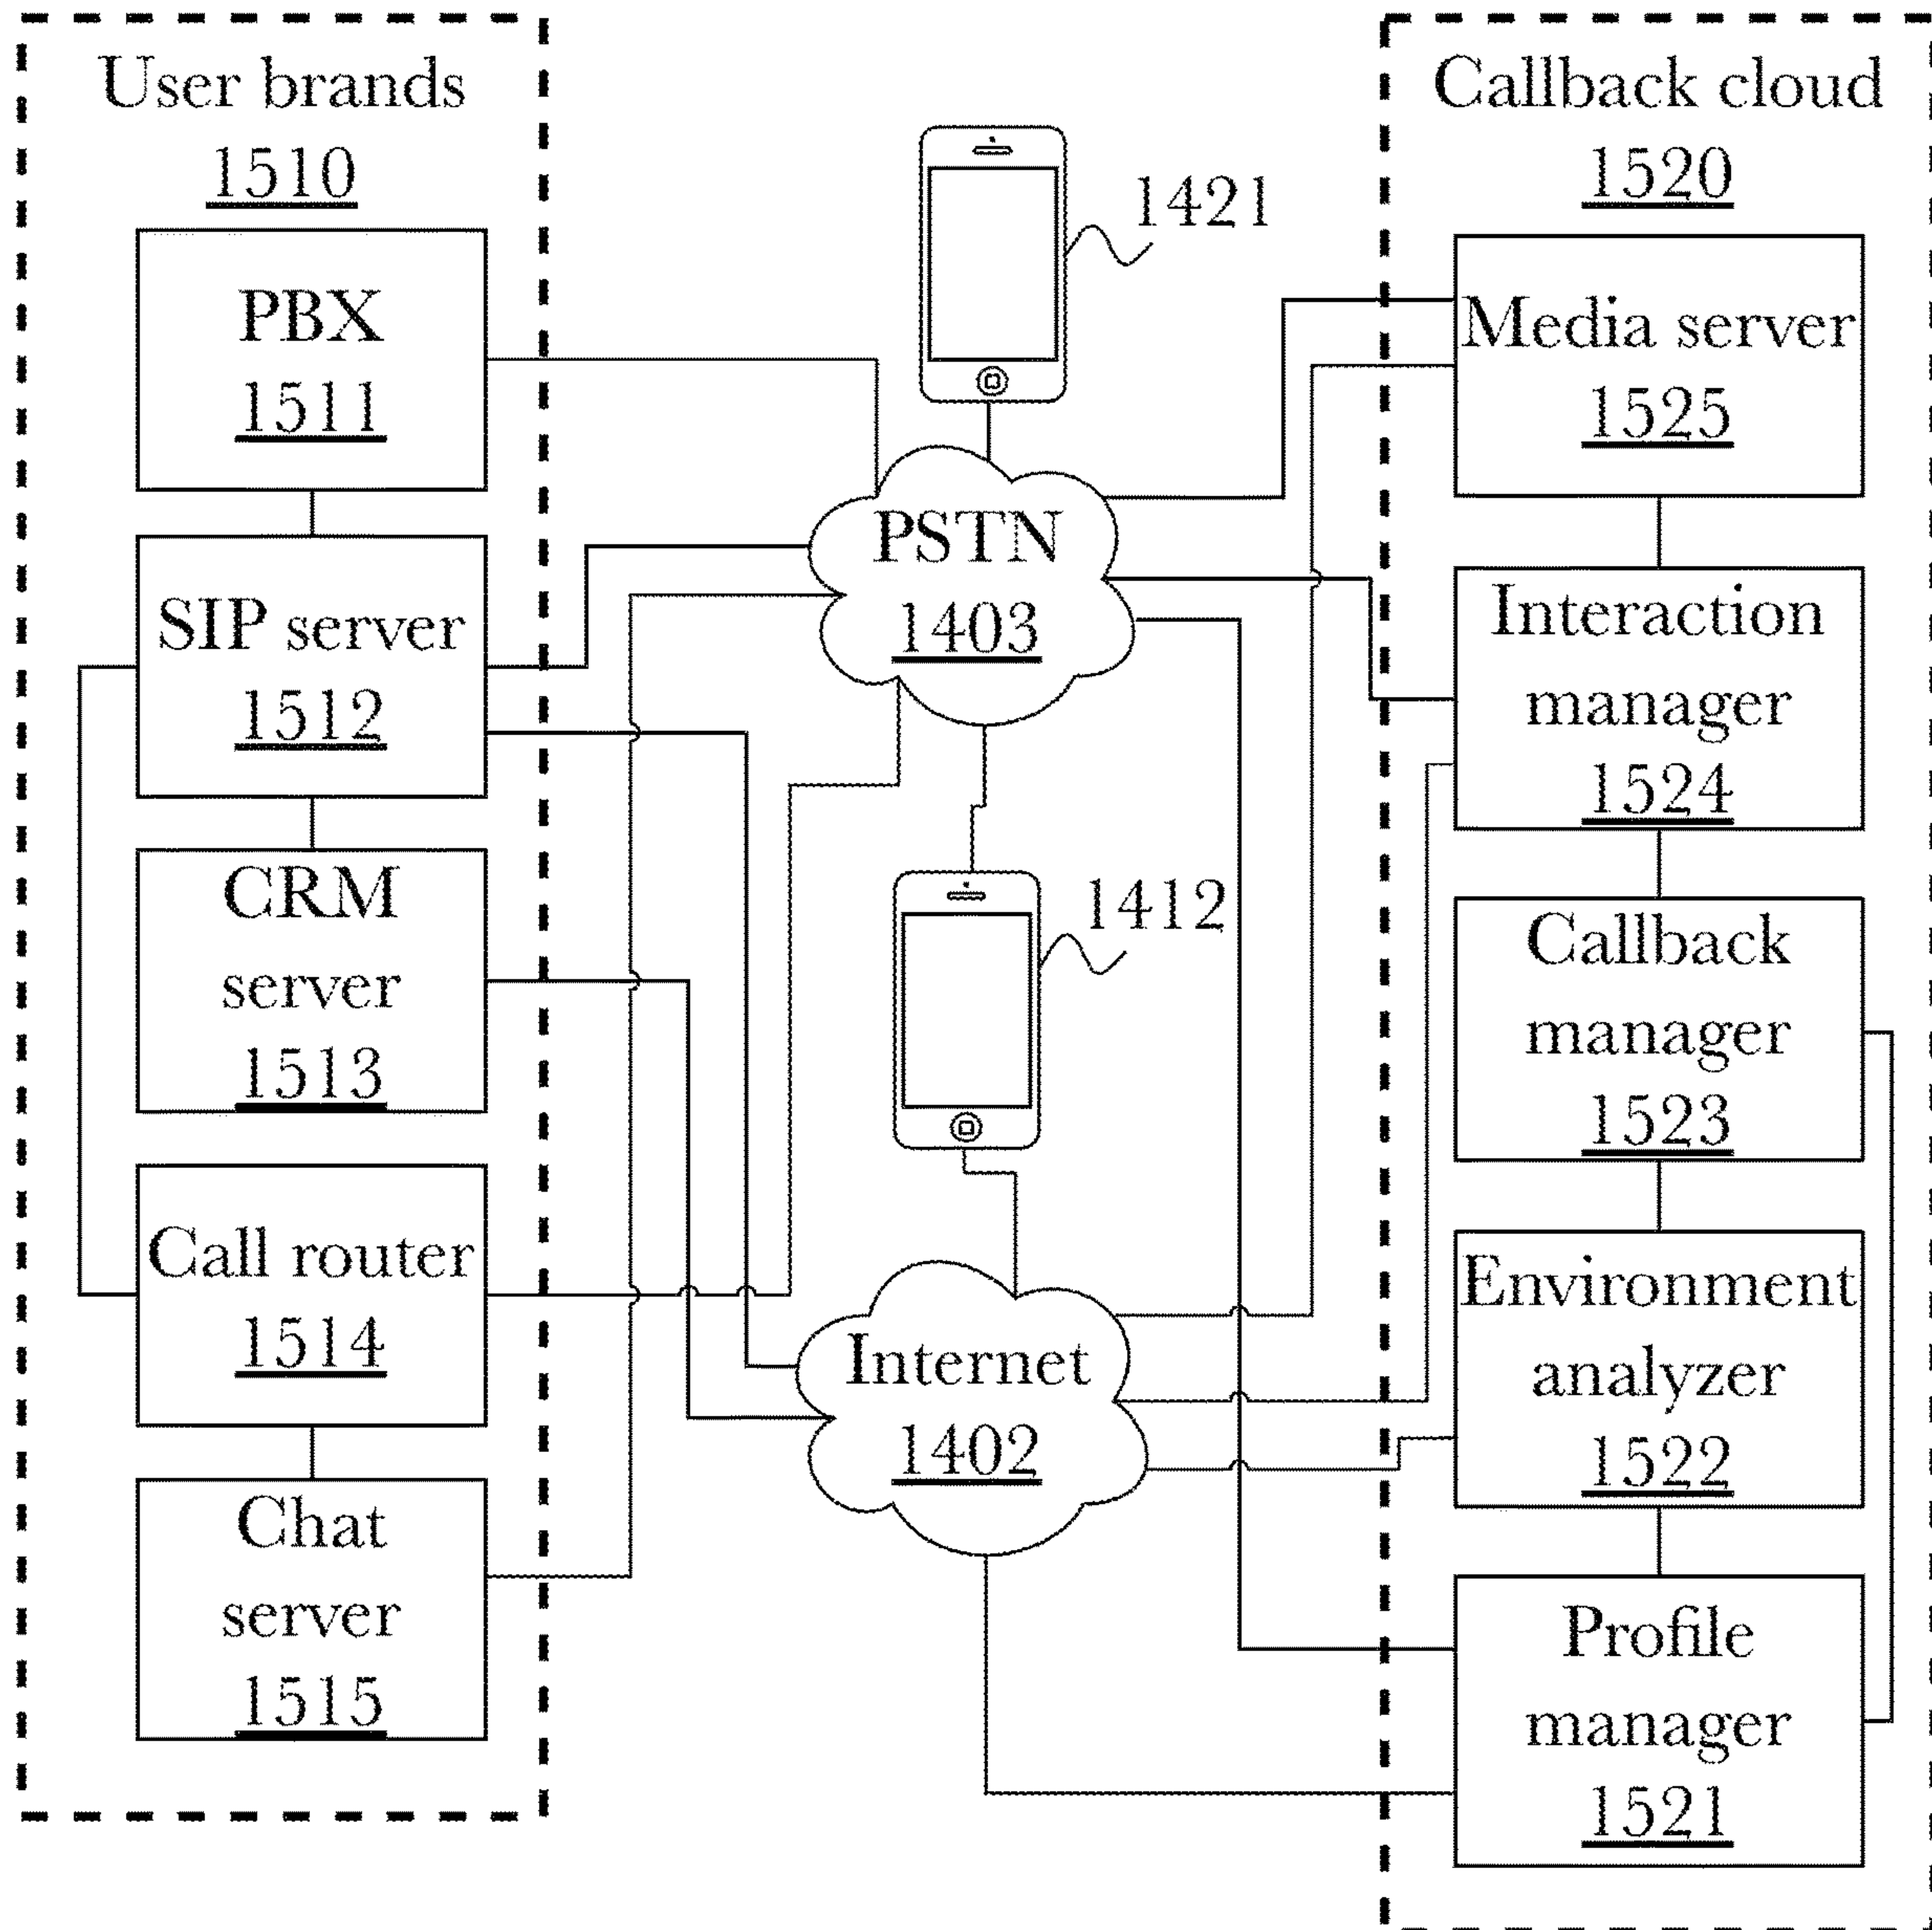 User brands
1510
PBX
1511
SIP server
1512
CRM
server
1513
Call router
1514
Chat
server
1515
1421
PSTN
1403
1412
Internet
1402
Callback cloud
1520
Media server
1525
Interaction
manager
1524
Callback
manager
1523
Environment
analyzer
1522
Profile
manager
1521